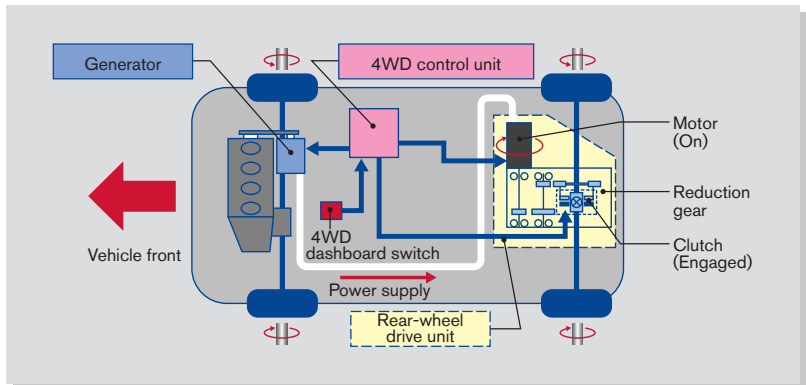 Generator
4WD control unit
Motor
(On)
Reduction
gear
Clutch
(Engaged)
Vehicle front
4WD
dashboard switch
Power supply
Rear-wheel
drive unit